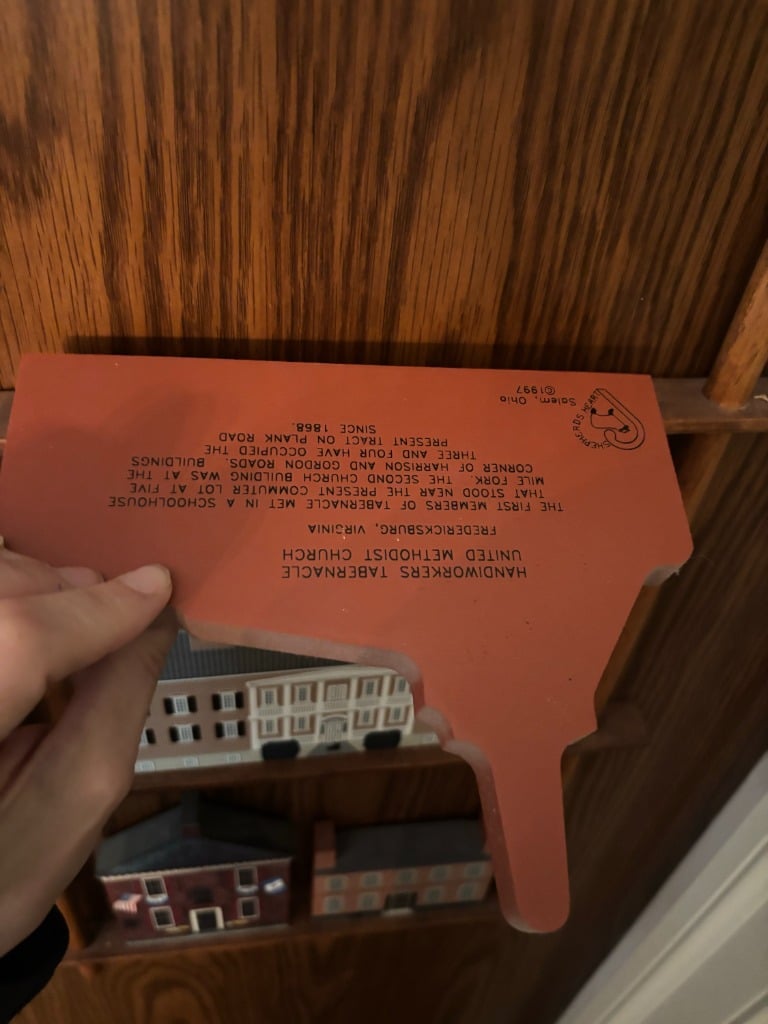 HANDIWORKERS TABERNACLE
UNITED METHODIST CHURCH
FREDERICKSBURG, VIRGINIA
THE FIRST MEMBERS OF TABERNACLE MET IN A SCHOOLHOUSE
THAT STOOD NEAR THE PRESENT COMMUTER LOT AT FIVE
MILE FORK. THE SECOND CHURCH BUILDING WAS AT THE
CORNER OF HARRISON AND GORDON ROADS. BUILDINGS
THREE AND FOUR HAVE OCCUPIED THE
PRESENT TRACT ON PLANK ROAD
SINCE 1868.
SHEPHERDS HEART
Salem, Ohio
©1997